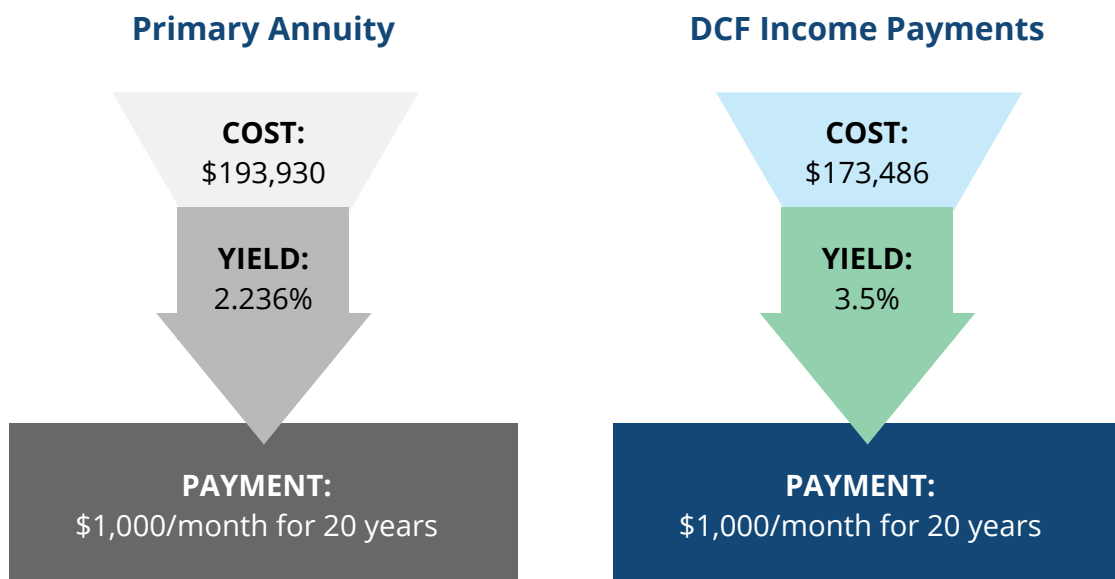 Primary Annuity
COST:
$193,930
YIELD:
2.236%
PAYMENT:
$1,000/month for 20 years
DCF Income Payments
COST:
$173,486
YIELD:
3.5%
PAYMENT:
$1,000/month for 20 years